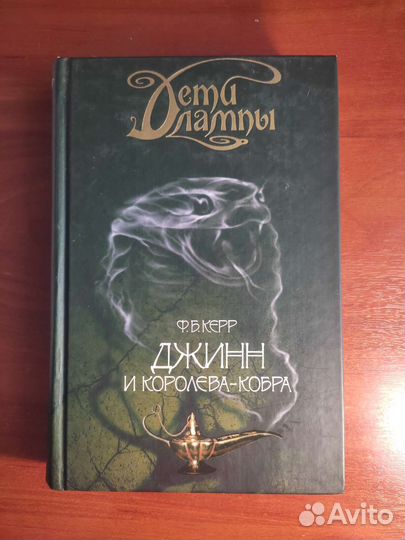 Дети
лампы
Ф.Б.КЕРР
ДЖИНН
И КОРОЛЕВА-КОБРА
Avito